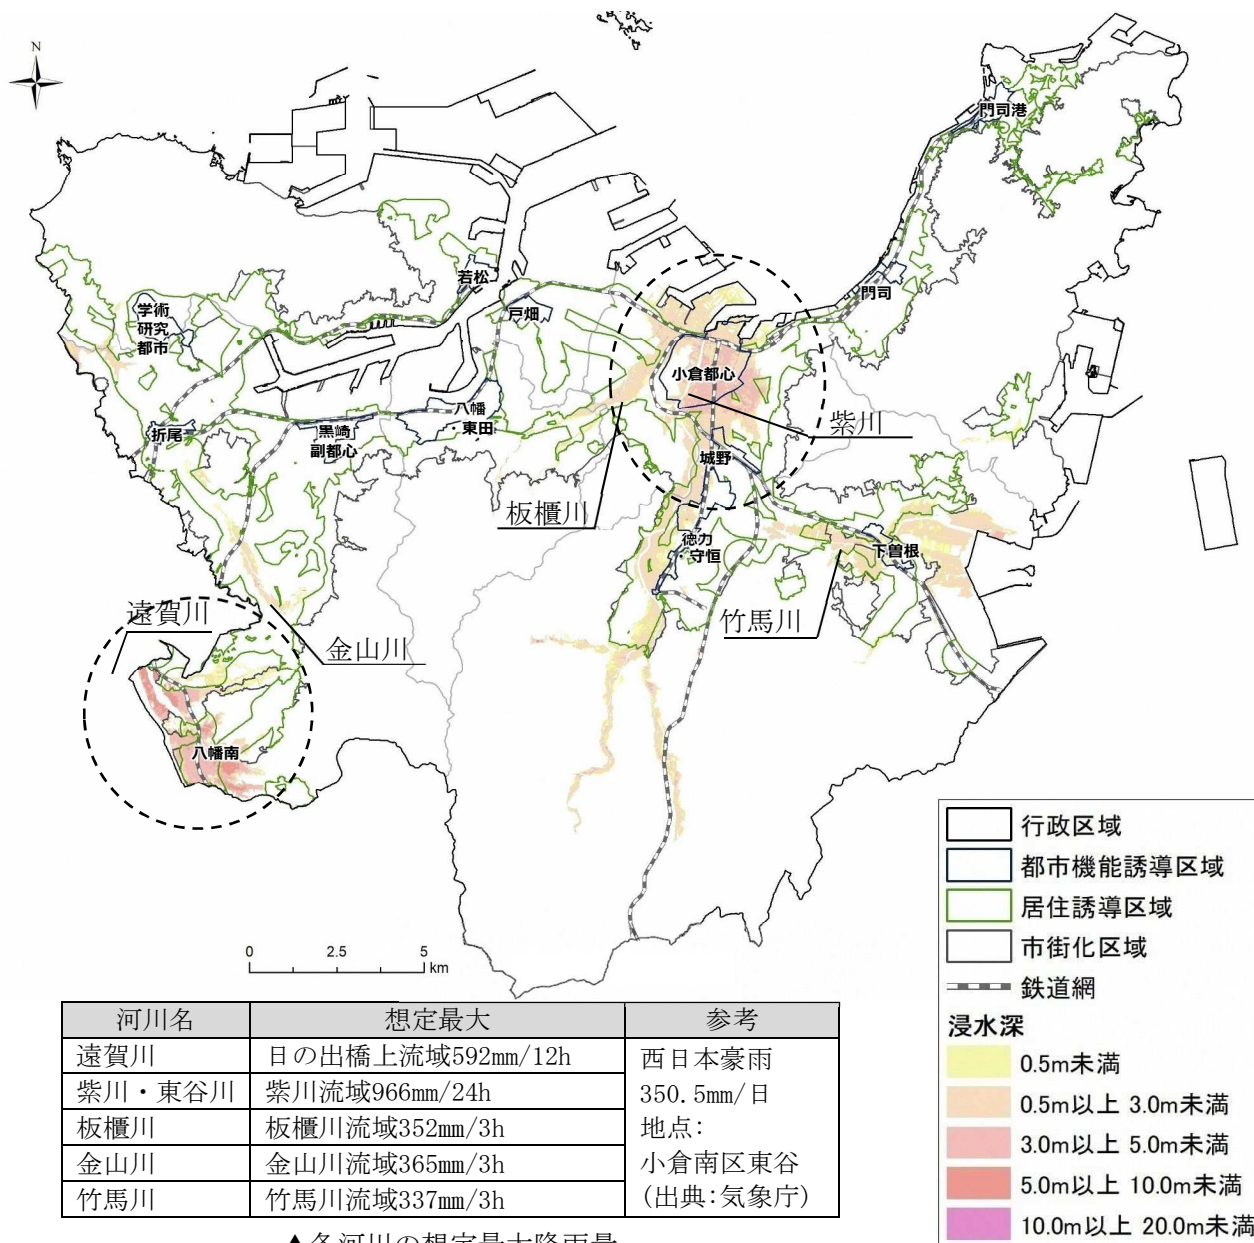 N
門司港
門司
若松
戸畑
学術
研究
都市
小倉都心
紫川
八幡
・東田
折尾
黒崎
副都心
城野
板櫃川
徳力
・守恒
下曽根
竹馬川
遠賀川
金山川
八幡南
0 2.5 5
km
行政区域
都市機能誘導区域
居住誘導区域
市街化区域
鉄道網
浸水深
0.5m未満
0.5m以上 3.0m未満
3.0m以上 5.0m未満
5.0m以上 10.0m未満
10.0m以上 20.0m未満
河川名 想定最大 参考
遠賀川 日の出橋上流域592mm/12h
紫川・東谷川 紫川流域966mm/24h
板櫃川 板櫃川流域352㎜/3h
金山川 金山川流域365㎜/3h
竹馬川 竹馬川流域337㎜/3h
西日本豪雨
350.5mm/日
地点:
小倉南区東谷
(出典:気象庁)
▲各河川の想定最大降雨量